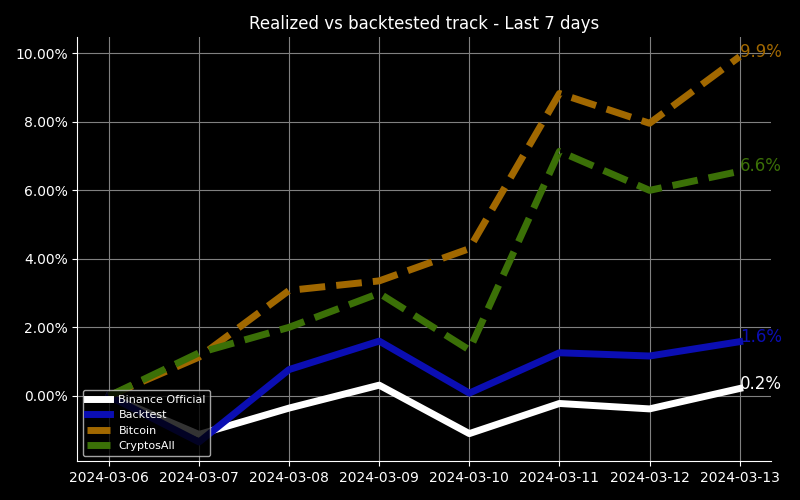 Realized vs backtested track - Last 7 days
10.00%
8.00%
6.00%
4.00%
2.00%
0.00%
9.9%
6.6%
1.6%
0.2%
Binance Official
Backtest
Bitcoin
CryptosAll
2024-03-06 2024-03-07 2024-03-08 2024-03-09 2024-03-10 2024-03-11 2024-03-12 2024-03-13